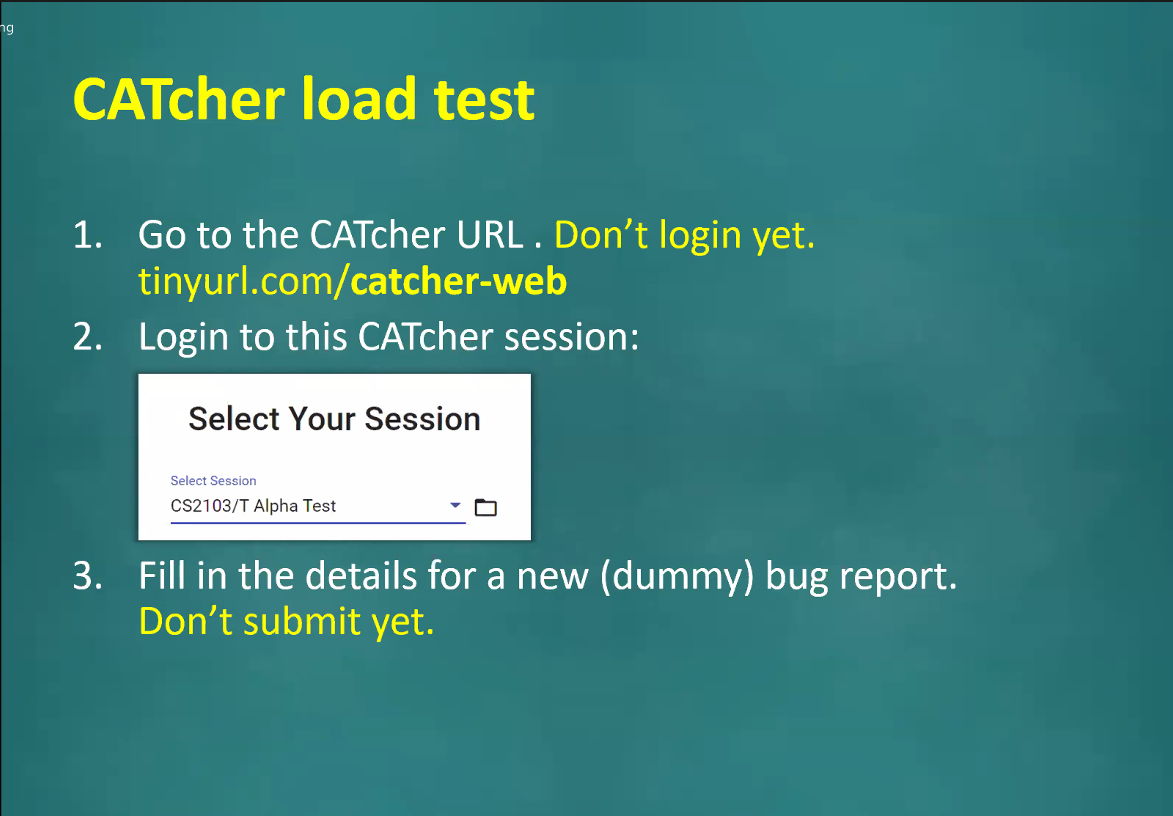 ng
CATcher load test
1. Go to the CATcher URL . Don't login yet.
tinyurl.com/catcher-web
2. Login to this CATcher session:
Select Your Session
Select Session
CS2103/T Alpha Test
3. Fill in the details for a new (dummy) bug report.
Don't submit yet.